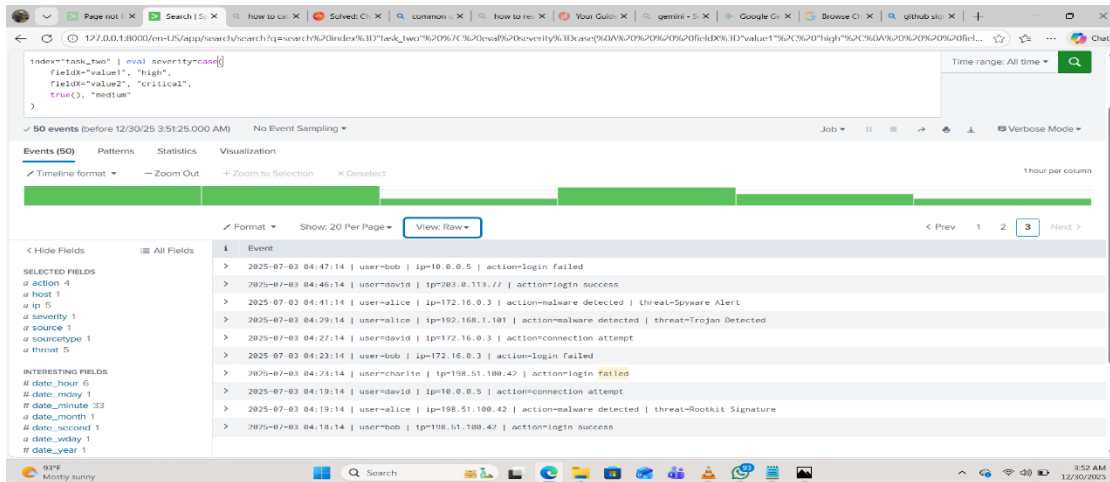 Page not f
Search | Sp
how to cat
Solved: Ch
common e
how to res
Your Guide
gemini - Se
Google Ge
Browse Ch
github sig
127.0.0.1:8000/en-US/app/search/search?q=search%20index%3D"task_two"%20%7C%20eval%20severity%3Dcase(%0A%20%20%20%20fieldX%3D"value1"%2C%20"high"%2C%0A%20%20%20%20fiel...
Chat
index="task_two" | eval severity=case(
fieldX="value1", "high",
fieldX="value2", "critical",
true(), "medium"
)
Time range: All time
50 events (before 12/30/25 3:51:25.000 AM)
No Event Sampling
Job
Verbose Mode
Events (50)
Patterns
Statistics
Visualization
Timeline format
— Zoom Out
+ Zoom to Selection
× Deselect
1 hour per column
Format
Show: 20 Per Page
View: Raw
< Prev 1 2 3 Next >
< Hide Fields
All Fields
i Event
SELECTED FIELDS
a action 4
a host 1
a ip 5
a severity 1
a source 1
a sourcetype 1
a threat 5
INTERESTING FIELDS
# date_hour 6
# date_mday 1
# date_minute 33
a date_month 1
# date_second 1
a date_wday 1
# date_year 1
> 2025-07-03 04:47:14 | user=bob | ip=10.0.0.5 | action=login failed
> 2025-07-03 04:46:14 | user=david | ip=203.0.113.77 | action=login success
> 2025-07-03 04:41:14 | user=alice | ip=172.16.0.3 | action=malware detected | threat=Spyware Alert
> 2025-07-03 04:29:14 | user=alice | ip=192.168.1.101 | action=malware detected | threat=Trojan Detected
> 2025-07-03 04:27:14 | user=david | ip=172.16.0.3 | action=connection attempt
> 2025-07-03 04:23:14 | user=bob | ip=172.16.0.3 | action=login failed
> 2025-07-03 04:23:14 | user=charlie | ip=198.51.100.42 | action=login failed
> 2025-07-03 04:19:14 | user=david | ip=10.0.0.5 | action=connection attempt
> 2025-07-03 04:19:14 | user=alice | ip=198.51.100.42 | action=malware detected | threat=Rootkit Signature
> 2025-07-03 04:18:14 | user=bob | ip=198.51.100.42 | action=login success
93°F
Mostly sunny
Search
93
3:52 AM
12/30/2025